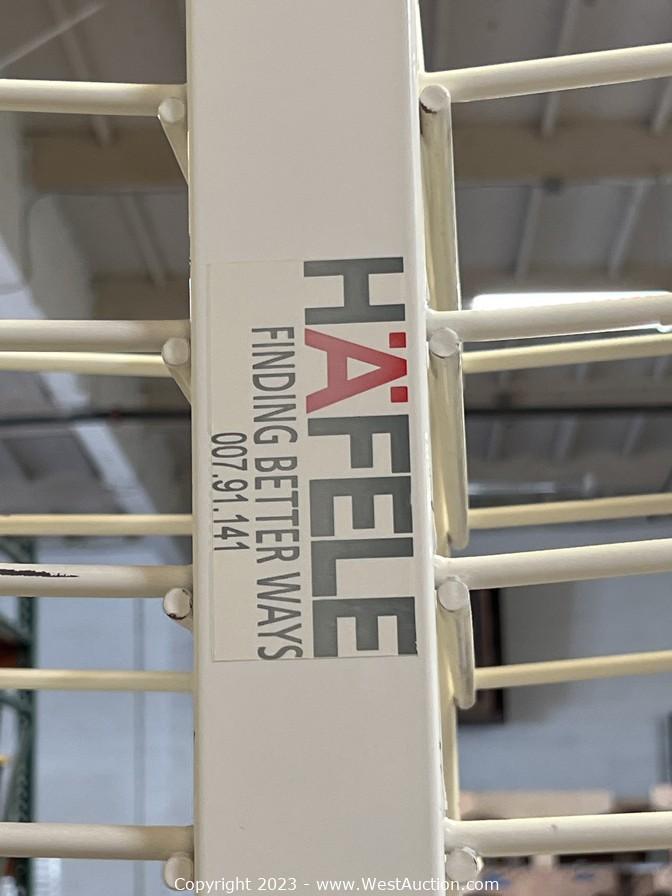 HÄFELE
FINDING BETTER WAYS
007.91.141
Copyright 2023 - www.WestAuction.com